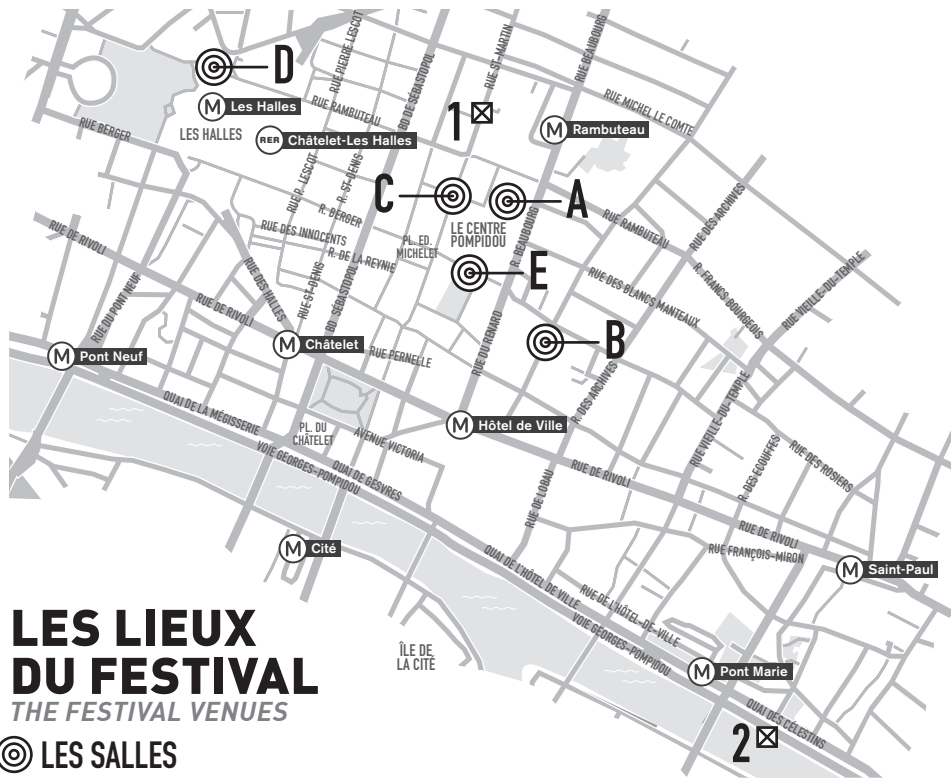 RUE PIERRE LESCOT
BD DE SÉBASTOPOL
RUE ST-MARTIN
RUE BEAUBOURG
D
M Les Halles
RUE RAMBUTEAU
1
RUE MICHEL LE COMTE
M Rambuteau
RUE BERGER
LES HALLES
RER Châtelet-Les Halles
RUE P. LESCOT
R. ST-DENIS
C
A
R. BERGER
RUE DES INNOCENTS
R. DE LA REYNIE
PL. ED.
MICHELET
LE CENTRE
POMPIDOU
R. BEAUBOURG
RUE RAMBUTEAU
RUE DES ARCHIVES
RUE DE RIVOLI
RUE DU PONT NEUF
RUE DE RIVOLI
RUE DES HALLES
RUE ST-DENIS
BD SÉBASTOPOL
E
RUE DES BLANCS MANTEAUX
R. FRANCS BOURGEOIS
RUE VIEILLE-DU-TEMPLE
M Pont Neuf
M Châtelet
RUE PERNELLE
RUE DU RENARD
B
R. DES ARCHIVES
RUE VIEILLE-DU-TEMPLE
QUAI DE LA MÉGISSERIE
PL. DU
CHÂTELET
AVENUE VICTORIA
M Hôtel de Ville
VOIE GEORGES-POMPIDOU
QUAI DE GESVRES
RUE DE LOBAU
RUE DE RIVOLI
R. DES ECOUFFES
RUE DES ROSIERS
M Cité
RUE DE RIVOLI
RUE FRANÇOIS-MIRON
M Saint-Paul
QUAI DE L'HÔTEL DE VILLE
RUE DE L'HÔTEL-DE-VILLE
VOIE GEORGES-POMPIDOU
ÎLE DE
LA CITÉ
M Pont Marie
QUAI DES CÉLESTINS
2
LES LIEUX
DU FESTIVAL
THE FESTIVAL VENUES
LES SALLES